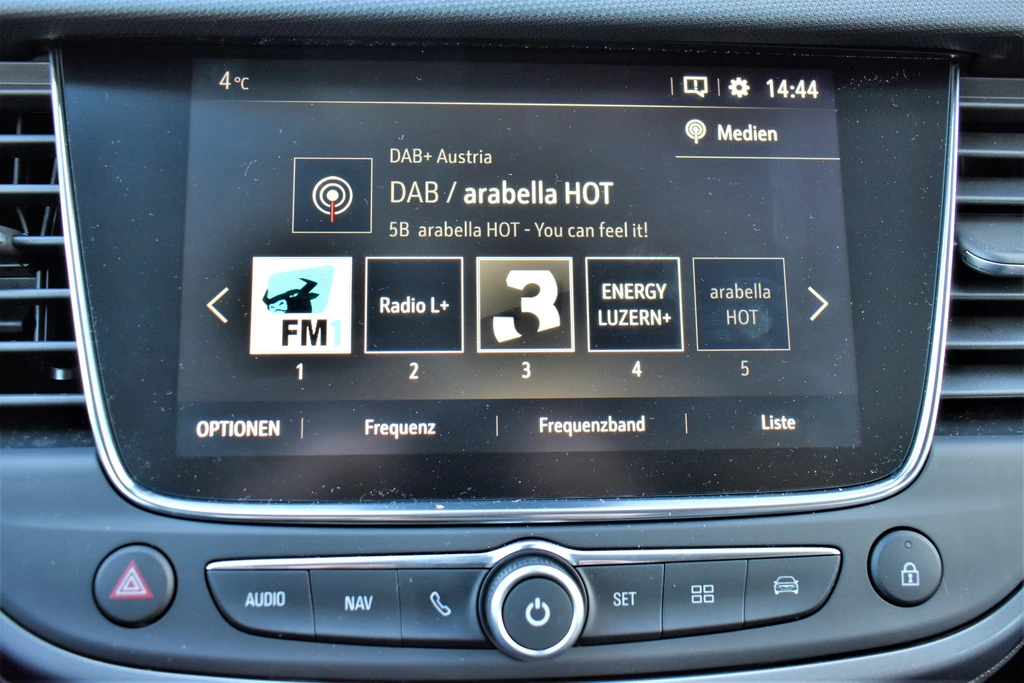 4°C
14:44
Medien
DAB+ Austria
DAB / arabella HOT
5B arabella HOT - You can feel it!
FM1
Radio L+
3
ENERGY
LUZERN+
arabella
HOT
1
2
3
4
5
OPTIONEN
Frequenz
Frequenzband
Liste
AUDIO
NAV
SET